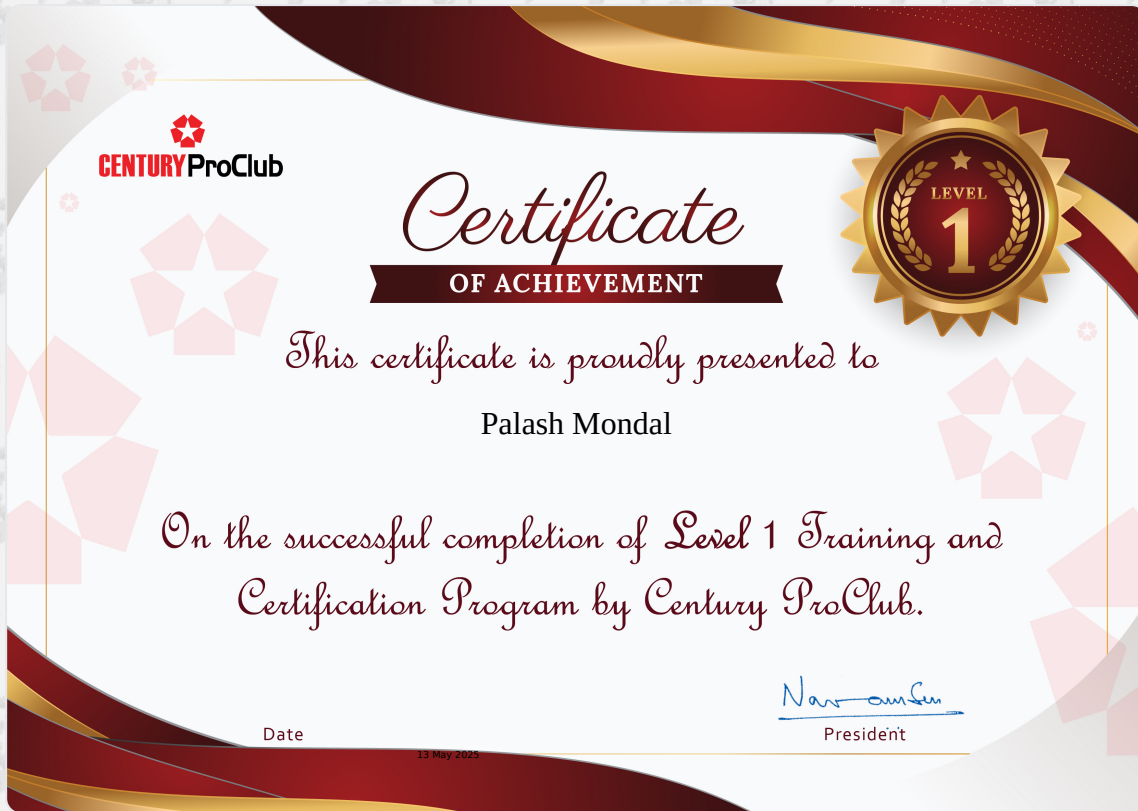 CENTURY ProClub
LEVEL
1
Certificate
OF ACHIEVEMENT
This certificate is proudly presented to
Palash Mondal
On the successful completion of Level 1 Training and
Certification Program by Century ProClub.
Date
President
13 May 2025